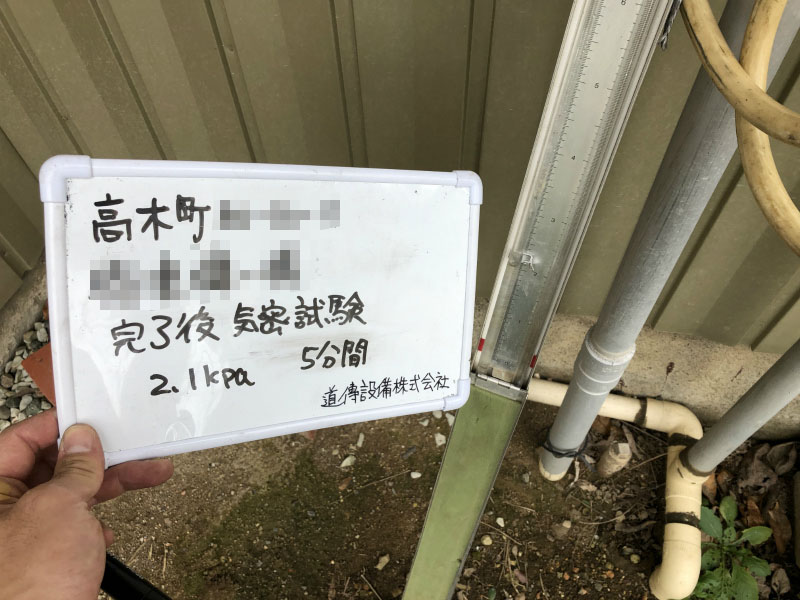 高木町
完了後 気密試験
2.1kpa 5分間
道傳設備株式会社